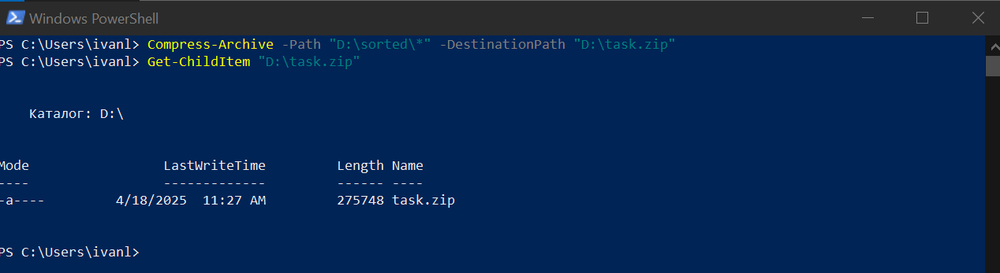 Windows PowerShell
PS C:\Users\ivanl> Compress-Archive -Path "D:\sorted\*" -DestinationPath "D:\task.zip"
PS C:\Users\ivanl> Get-ChildItem "D:\task.zip"
Каталог: D:\
Mode LastWriteTime Length Name
---- ------------- ------ ----
-a---- 4/18/2025 11:27 AM 275748 task.zip
PS C:\Users\ivanl>